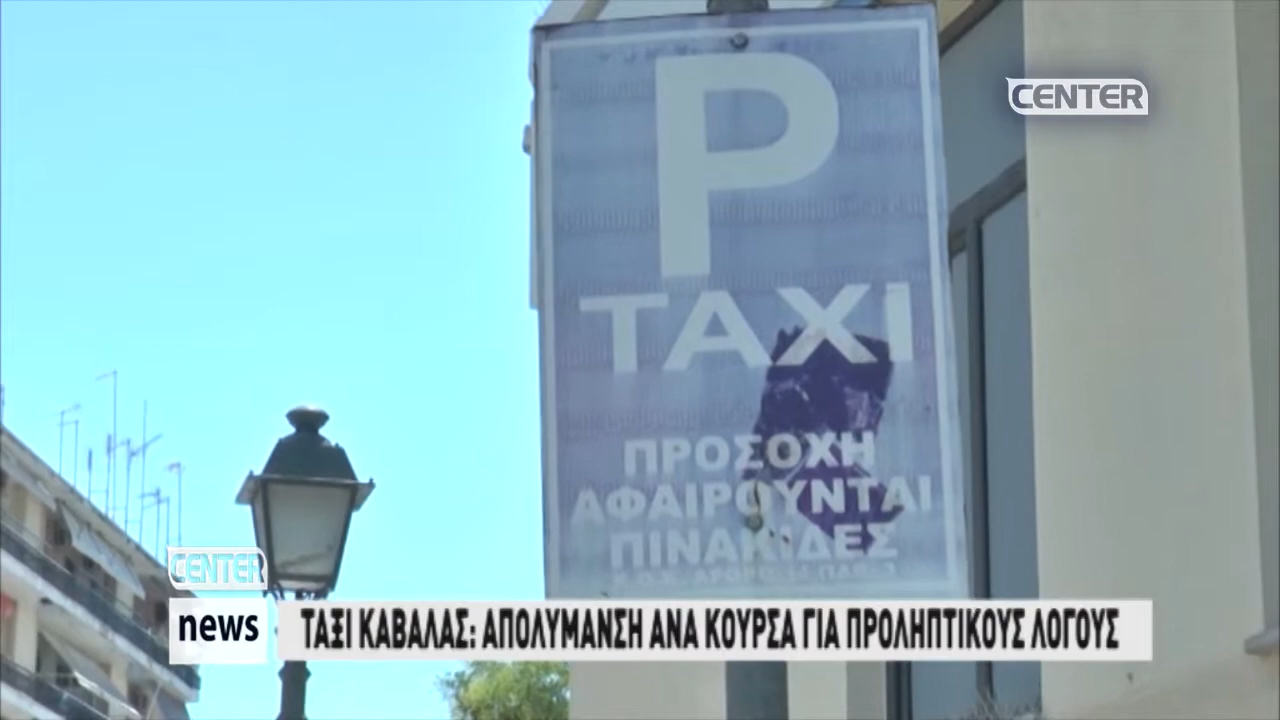 CENTER
P
TAXI
ΠΡΟΣΟΧΗ
ΑΦΑΙΡΟΥΝΤΑΙ
ΠΙΝΑΚΙΔΕΣ
CENTER
news
ΤΑΞΙ ΚΑΒΑΛΑΣ: ΑΠΟΛΥΜΑΝΣΗ ΑΝΑ ΚΟΥΡΣΑ ΓΙΑ ΠΡΟΛΗΠΤΙΚΟΥΣ ΛΟΓΟΥΣ